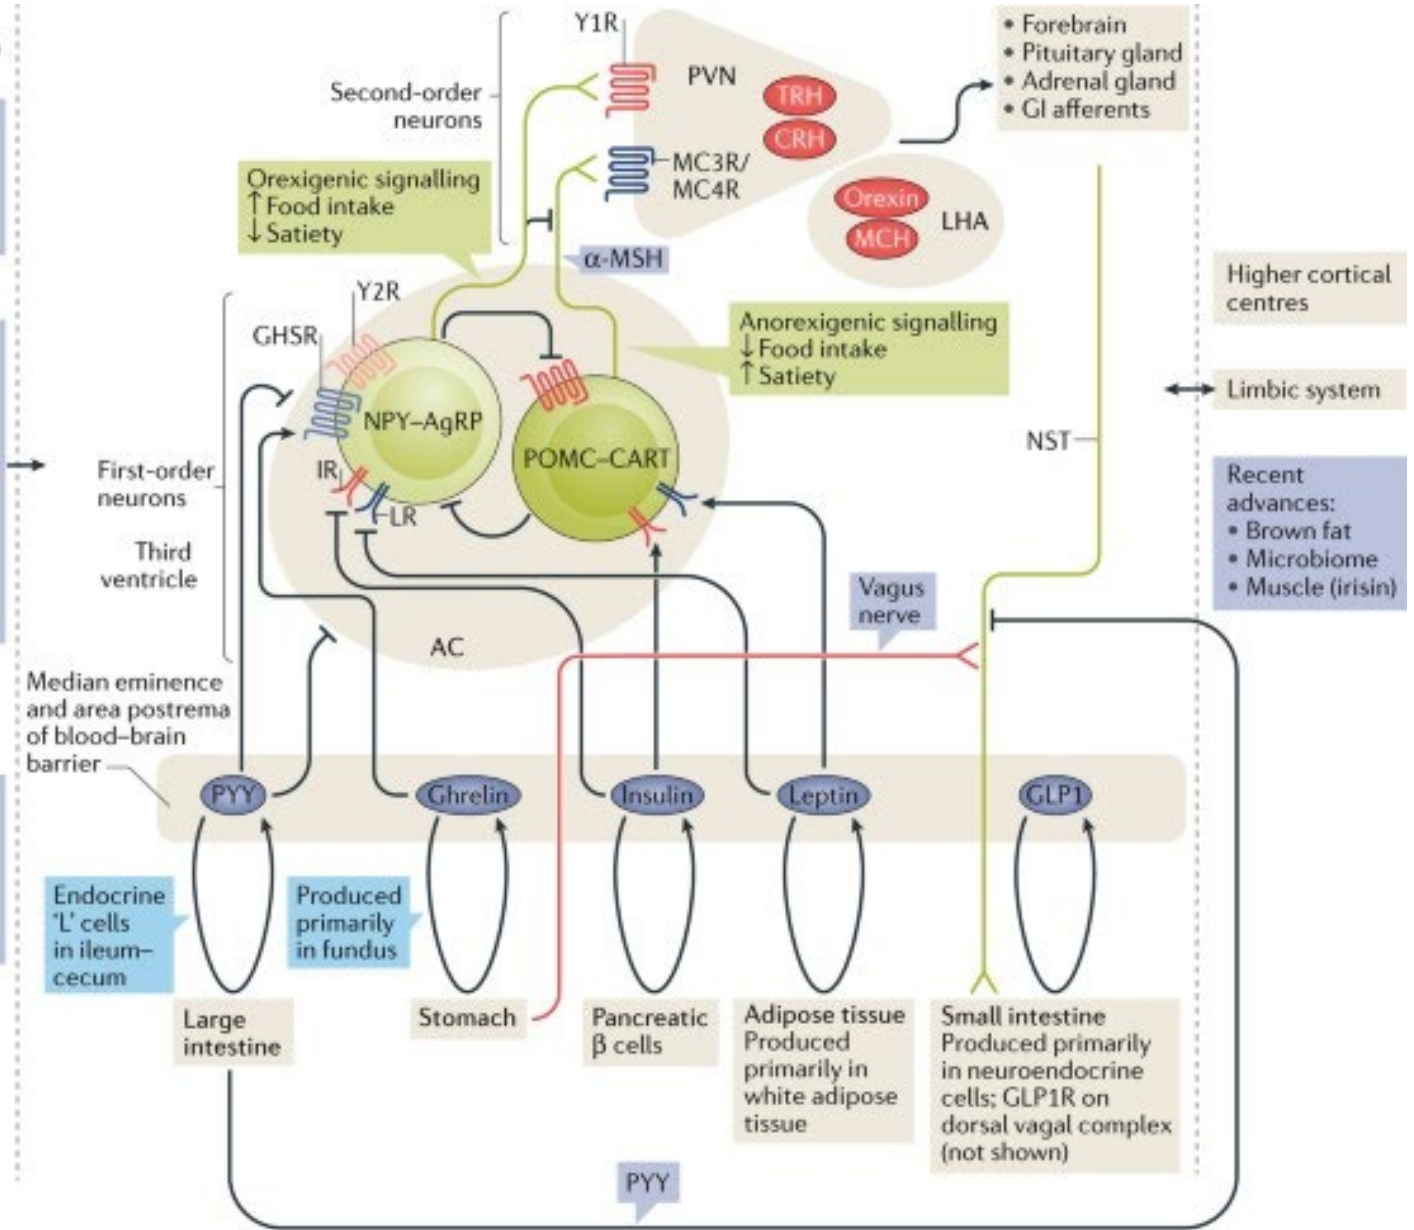 Y1R
PVN
TRH
CRH
• Forebrain
• Pituitary gland
• Adrenal gland
• GI afferents
Second-order
neurons
MC3R/
MC4R
Orexin
MCH
LHA
Orexigenic signalling
↑ Food intake
↓ Satiety
α-MSH
Y2R
GHSR
Anorexigenic signalling
↓ Food intake
↑ Satiety
NPY–AgRP
POMC–CART
IR
LR
First-order
neurons
Third
ventricle
AC
NST
Vagus
nerve
Higher cortical
centres
Limbic system
Recent
advances:
• Brown fat
• Microbiome
• Muscle (irisin)
Median eminence
and area postrema
of blood–brain
barrier
PYY
Ghrelin
Insulin
Leptin
GLP1
Endocrine
‘L’ cells
in ileum–
cecum
Produced
primarily
in fundus
Large
intestine
Stomach
Pancreatic
β cells
Adipose tissue
Produced
primarily in
white adipose
tissue
Small intestine
Produced primarily
in neuroendocrine
cells; GLP1R on
dorsal vagal complex
(not shown)
PYY